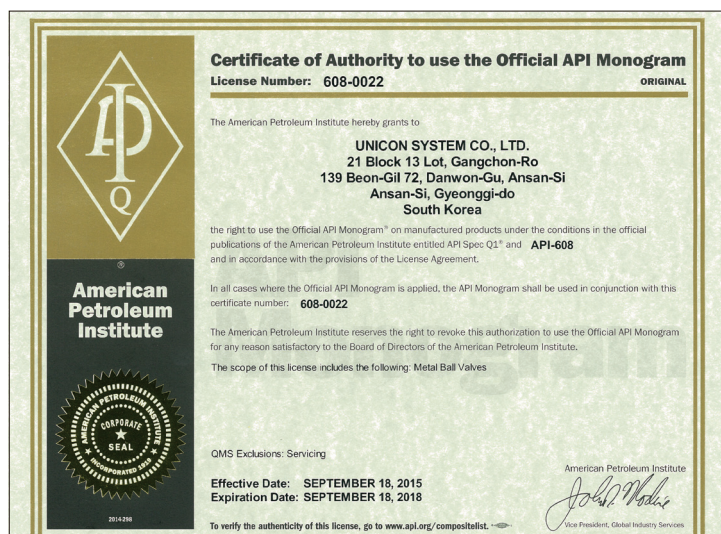 Certificate of Authority to use the Official API Monogram
License Number: 608-0022
ORIGINAL
The American Petroleum Institute hereby grants to
UNICON SYSTEM CO., LTD.
21 Block 13 Lot, Gangchon-Ro
139 Beon-Gil 72, Danwon-Gu, Ansan-Si
Ansan-Si, Gyeonggi-do
South Korea
the right to use the Official API Monogram® on manufactured products under the conditions in the official
publications of the American Petroleum Institute entitled API Spec Q1® and API-608
and in accordance with the provisions of the License Agreement.
In all cases where the Official API Monogram is applied, the API Monogram shall be used in conjunction with this
certificate number: 608-0022
The American Petroleum Institute reserves the right to revoke this authorization to use the Official API Monogram
for any reason satisfactory to the Board of Directors of the American Petroleum Institute.
The scope of this license includes the following: Metal Ball Valves
QMS Exclusions: Servicing
Effective Date: SEPTEMBER 18, 2015
Expiration Date: SEPTEMBER 18, 2018
To verify the authenticity of this license, go to www.api.org/compositelist.
American Petroleum Institute
Vice President, Global Industry Services
API
Q
®
American
Petroleum
Institute
AMERICAN PETROLEUM INSTITUTE
CORPORATE
SEAL
INCORPORATED 1919
2014-298